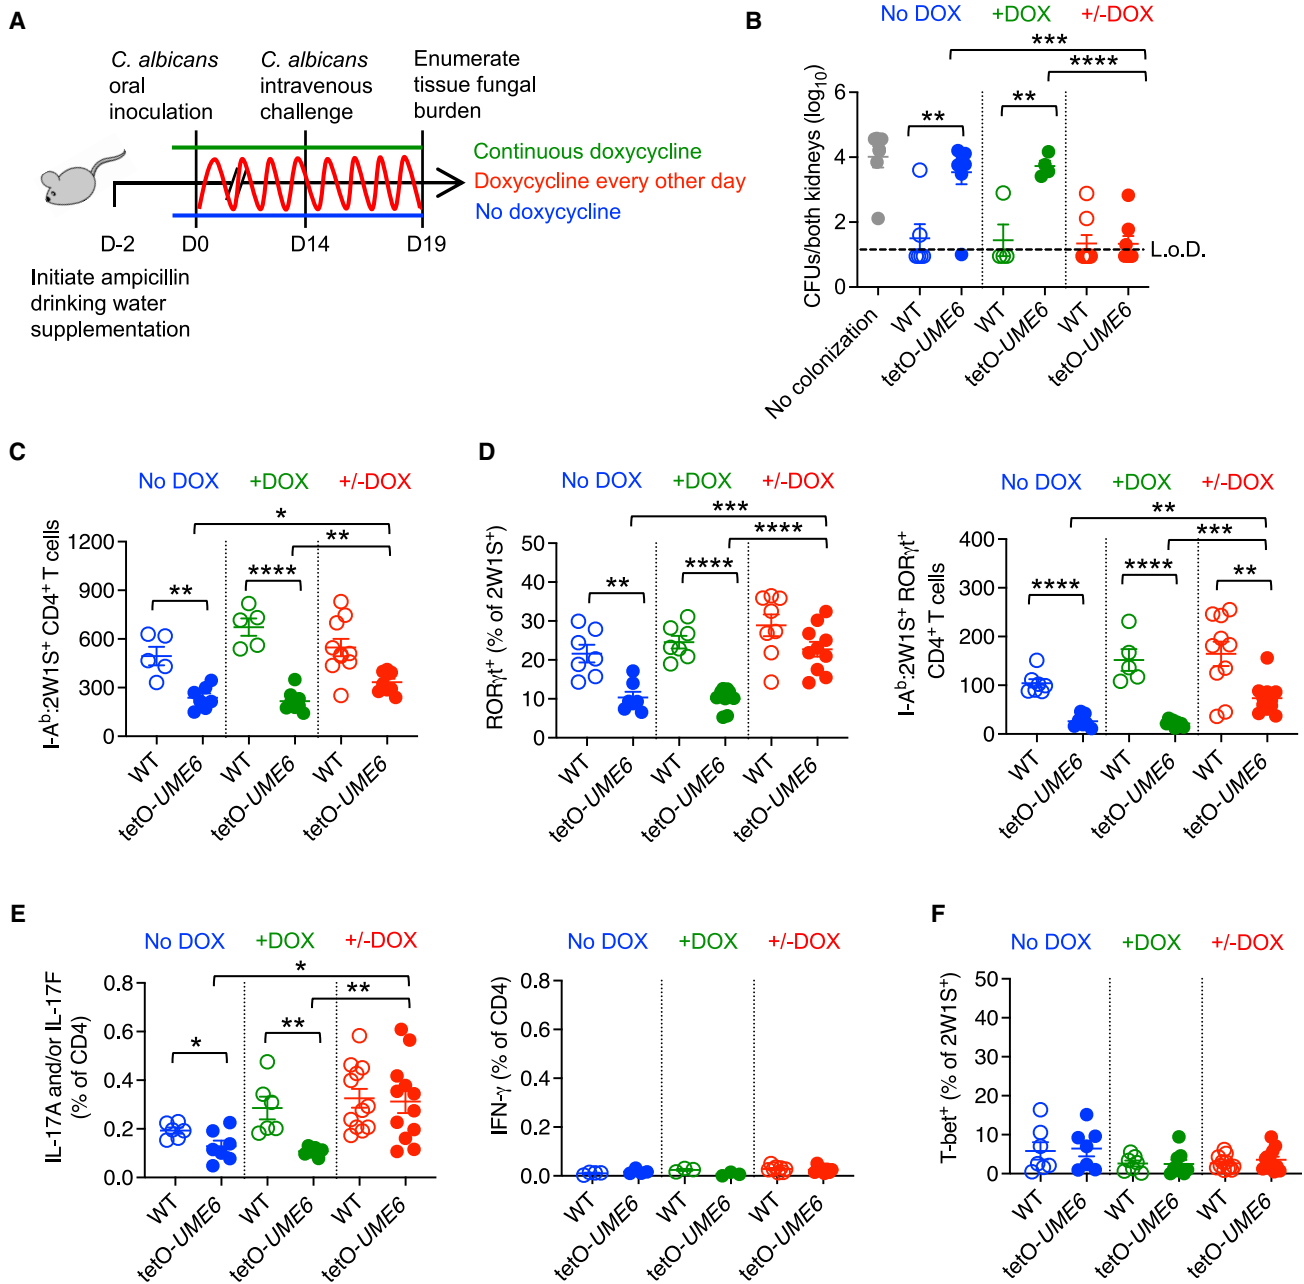 A
C. albicans
oral
inoculation
C. albicans
intravenous
challenge
Enumerate
tissue fungal
burden
Continuous doxycycline
Doxycycline every other day
No doxycycline
D-2
D0
D14
D19
Initiate ampicillin
drinking water
supplementation
B
No DOX +DOX +/-DOX
***
****
** **
CFUs/both kidneys (log10)
6
4
2
0
L.o.D.
No colonization
WT
tetO-UME6
WT
tetO-UME6
WT
tetO-UME6
C
No DOX +DOX +/-DOX
*
**
** ****
I-Ab:2W1S+ CD4+ T cells
1200
900
600
300
0
WT
tetO-UME6
WT
tetO-UME6
WT
tetO-UME6
D
No DOX +DOX +/-DOX
***
****
** ****
RORγt+ (% of 2W1S+)
50
40
30
20
10
0
WT
tetO-UME6
WT
tetO-UME6
WT
tetO-UME6
No DOX +DOX +/-DOX
**
***
**** **** **
I-Ab:2W1S+ RORγt+
CD4+ T cells
400
300
200
100
0
WT
tetO-UME6
WT
tetO-UME6
WT
tetO-UME6
E
No DOX +DOX +/-DOX
*
**
* **
IL-17A and/or IL-17F
(% of CD4)
0.8
0.6
0.4
0.2
0.0
WT
tetO-UME6
WT
tetO-UME6
WT
tetO-UME6
No DOX +DOX +/-DOX
IFN-γ (% of CD4)
0.8
0.6
0.4
0.2
0.0
WT
tetO-UME6
WT
tetO-UME6
WT
tetO-UME6
F
No DOX +DOX +/-DOX
T-bet+ (% of 2W1S+)
50
40
30
20
10
0
WT
tetO-UME6
WT
tetO-UME6
WT
tetO-UME6